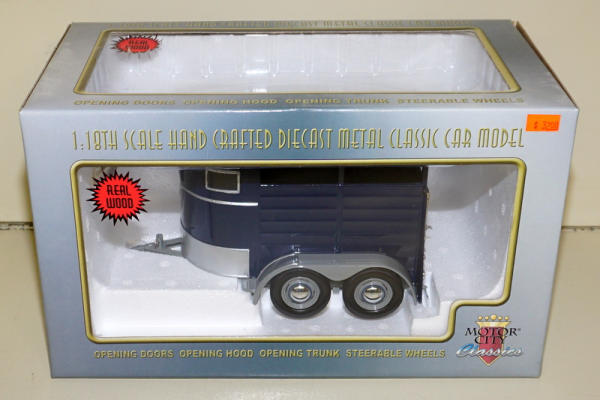 REAL
WOOD
OPENING DOORS OPENING HOOD OPENING TRUNK STEERABLE WHEELS
1:18TH SCALE HAND CRAFTED DIECAST METAL CLASSIC CAR MODEL
REAL
WOOD
MOTOR
CITY
Classics
OPENING DOORS OPENING HOOD OPENING TRUNK STEERABLE WHEELS